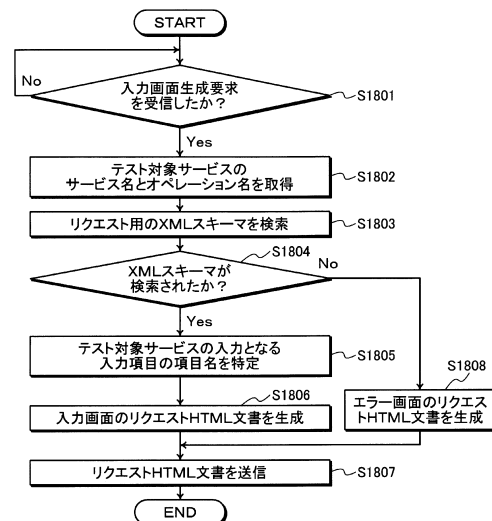 START
No
入力画面生成要求
を受信したか？
S1801
Yes
テスト対象サービスの
サービス名とオペレーション名を取得
S1802
リクエスト用のXMLスキーマを検索
S1803
S1804
XMLスキーマが
検索されたか？
No
Yes
テスト対象サービスの入力となる
入力項目の項目名を特定
S1805
S1806
入力画面のリクエストHTML文書を生成
S1808
エラー画面のリクエス
トHTML文書を生成
リクエストHTML文書を送信
S1807
END